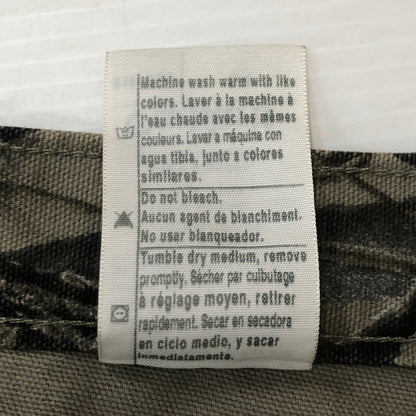 Machine wash warm with like
colors. Laver à la machine à
l'eau chaude avec les mêmes
couleurs. Lavar a máquina con
agua tibia, junto a colores
similares.
Do not bleach.
Aucun agent de blanchiment.
No usar blanqueador.
Tumble dry medium, remove
promptly. Sécher par culbutage
à réglage moyen, retirer
rapidement. Secar en secadora
en ciclo medio, y sacar
inmediatamente.